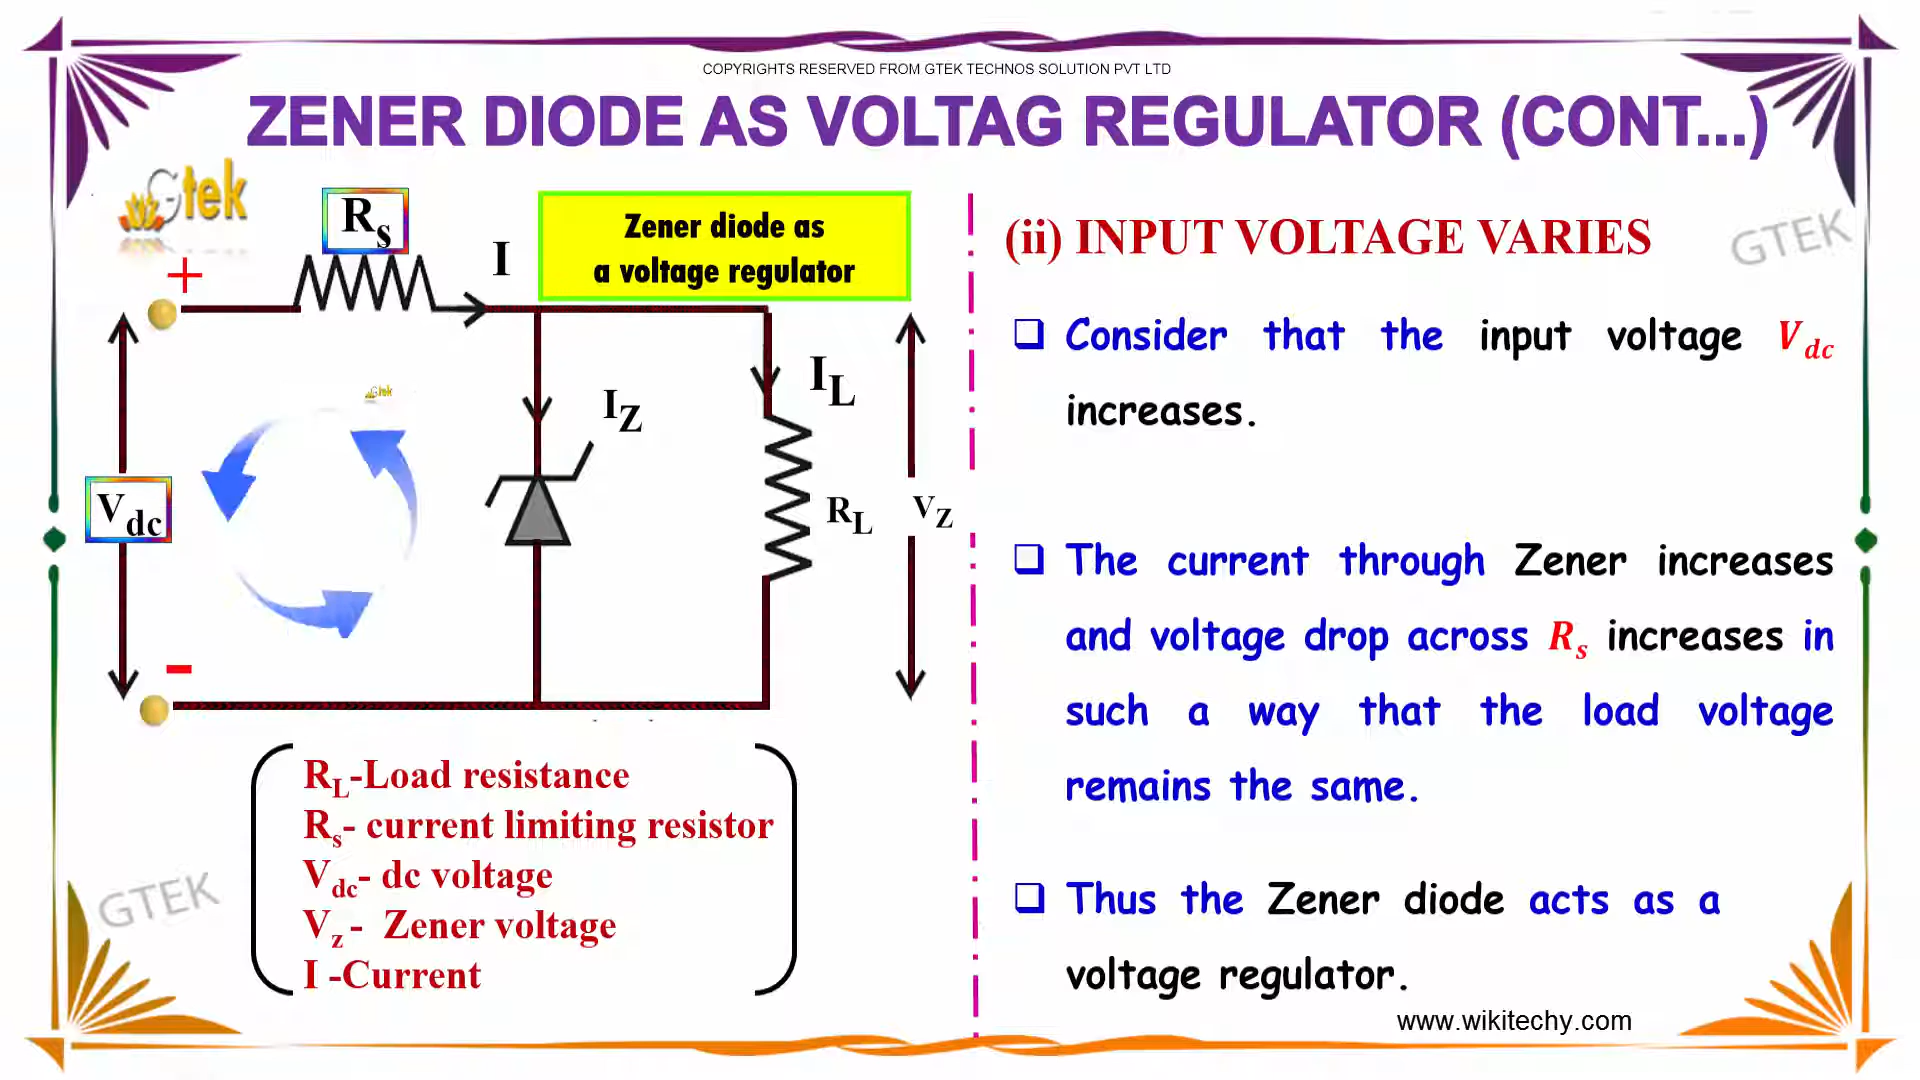 COPYRIGHTS RESERVED FROM GTEK TECHNOS SOLUTION PVT LTD
ZENER DIODE AS VOLTAG REGULATOR (CONT...)
Gtek
Rs
I
Zener diode as
a voltage regulator
+
IL
IZ
Gtek
Vdc
RL
VZ
-
RL-Load resistance
Rs- current limiting resistor
Vdc- dc voltage
Vz - Zener voltage
I -Current
GTEK
(ii) INPUT VOLTAGE VARIES
GTEK
❑ Consider that the input voltage Vdc
increases.
❑ The current through Zener increases
and voltage drop across Rs increases in
such a way that the load voltage
remains the same.
❑ Thus the Zener diode acts as a
voltage regulator.
www.wikitechy.com